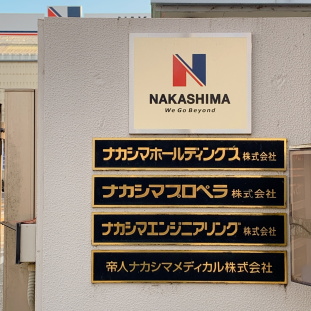 NAKASHIMA
We Go Beyond
ナカシマホールディングス株式会社
ナカシマプロペラ株式会社
ナカシマエンジニアリング株式会社
帝人ナカシマメディカル株式会社